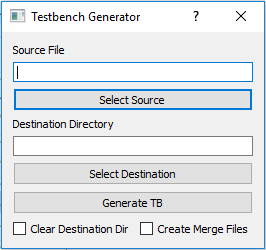 Testbench Generator ?
Source File
Select Source
Destination Directory
Select Destination
Generate TB
Clear Destination Dir Create Merge Files